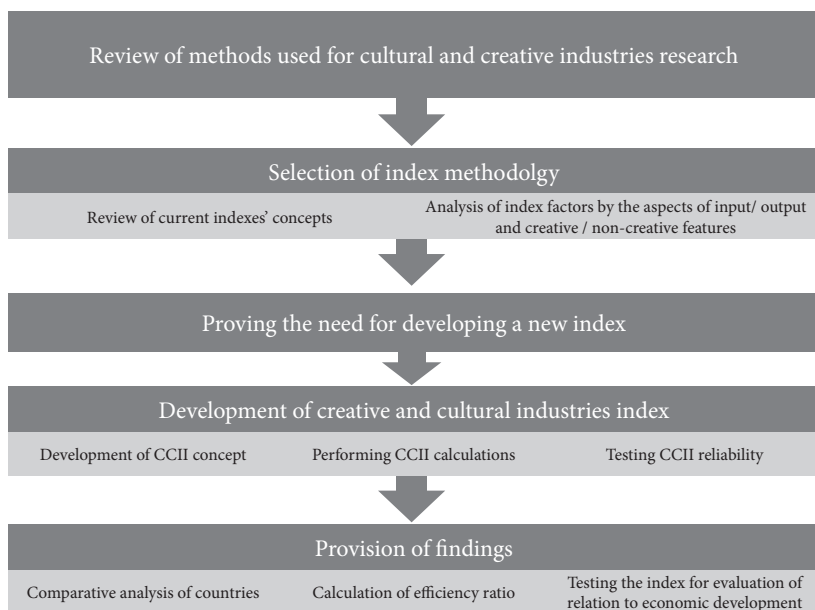 Review of methods used for cultural and creative industries research
Selection of index methodolgy
Review of current indexes' concepts
Analysis of index factors by the aspects of input/ output
and creative / non-creative features
Proving the need for developing a new index
Development of creative and cultural industries index
Development of CCII concept
Performing CCII calculations
Testing CCII reliability
Provision of findings
Comparative analysis of countries
Calculation of efficiency ratio
Testing the index for evaluation of
relation to economic development